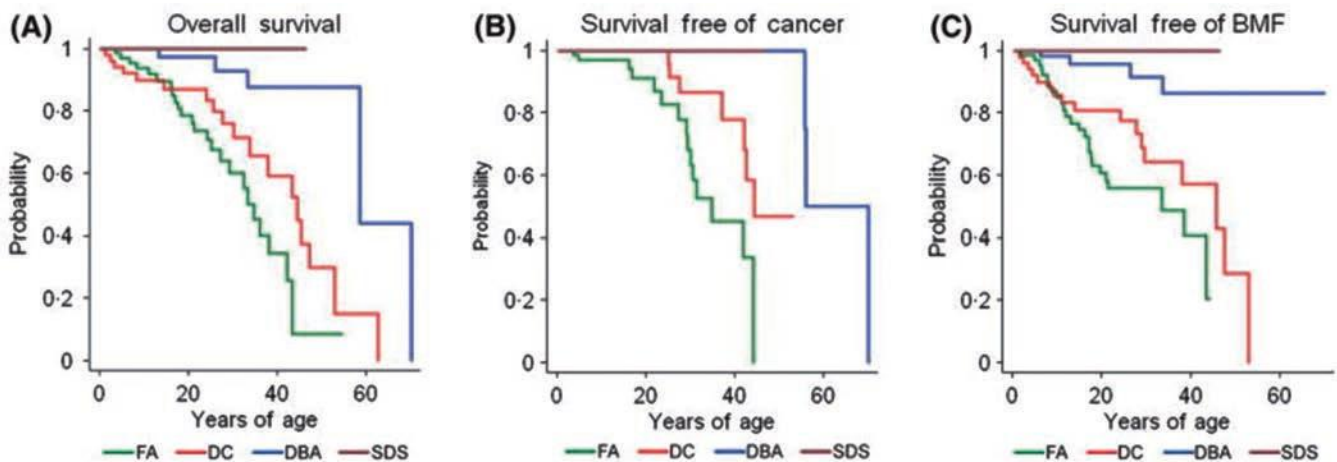 (A) Overall survival
Probability
1
0·8
0·6
0·4
0·2
0
0 20 40 60
Years of age
FA DC DBA SDS
(B) Survival free of cancer
Probability
1
0·8
0·6
0·4
0·2
0
0 20 40 60
Years of age
FA DC DBA SDS
(C) Survival free of BMF
Probability
1
0·8
0·6
0·4
0·2
0
0 20 40 60
Years of age
FA DC DBA SDS